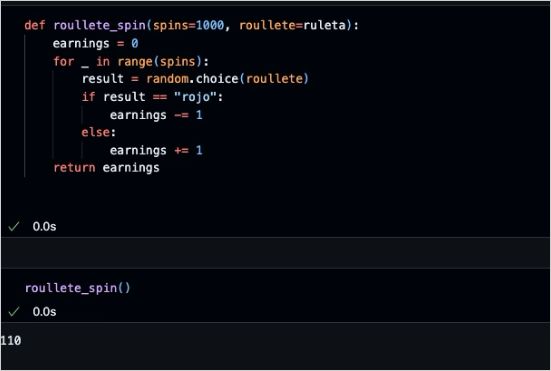 def roullete_spin(spins=1000, roullete=ruleta):
    earnings = 0
    for _ in range(spins):
        result = random.choice(roullete)
        if result == "rojo":
            earnings -= 1
        else:
            earnings += 1
    return earnings
✓ 0.0s
roullete_spin()
✓ 0.0s
110